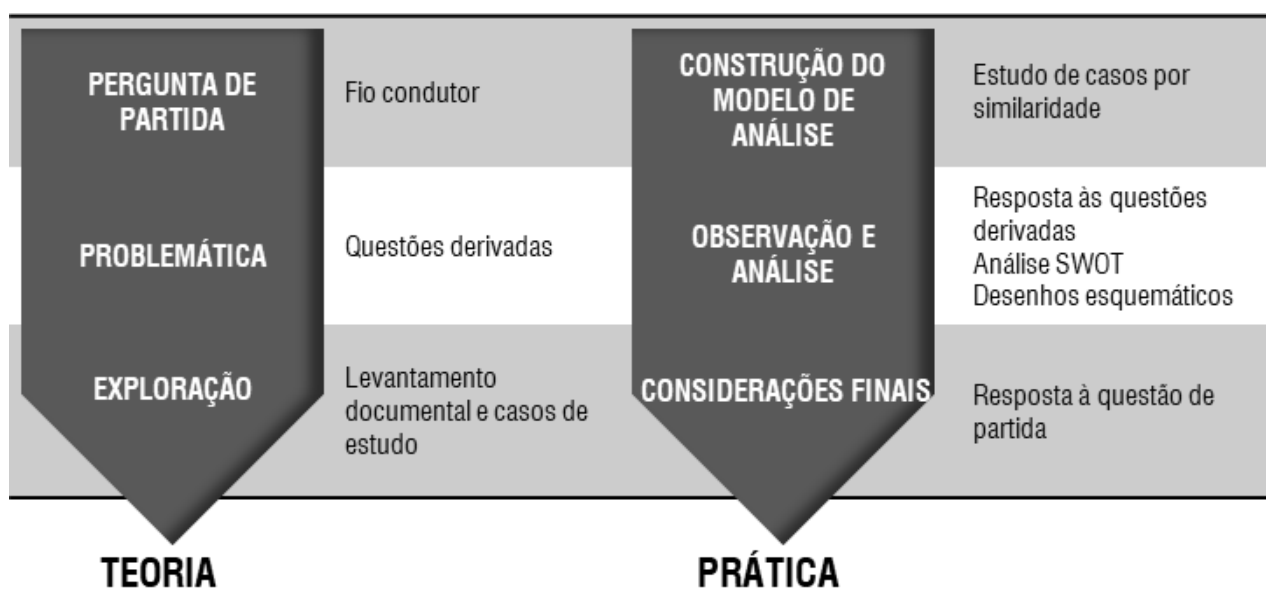 PERGUNTA DE
PARTIDA
Fio condutor
CONSTRUÇÃO DO
MODELO DE
ANÁLISE
Estudo de casos por
similaridade
PROBLEMÁTICA
Questões derivadas
OBSERVAÇÃO E
ANÁLISE
Resposta às questões
derivadas
Análise SWOT
Desenhos esquemáticos
EXPLORAÇÃO
Levantamento
documental e casos de
estudo
CONSIDERAÇÕES FINAIS
Resposta à questão de
partida
TEORIA
PRÁTICA